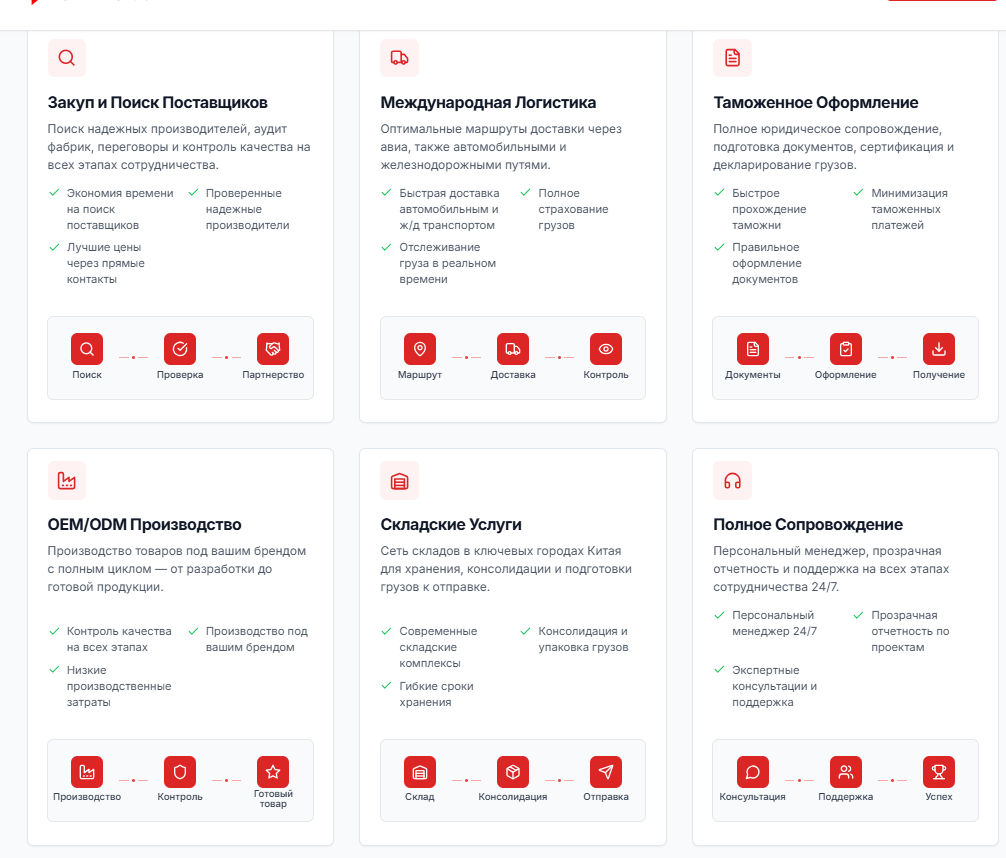 Закуп и Поиск Поставщиков
Поиск надежных производителей, аудит
фабрик, переговоры и контроль качества на
всех этапах сотрудничества.
Экономия времени
на поиск
поставщиков
Проверенные
надежные
производители
Лучшие цены
через прямые
контакты
Поиск
Проверка
Партнерство
Международная Логистика
Оптимальные маршруты доставки через
авиа, также автомобильными и
железнодорожными путями.
Быстрая доставка
автомобильным и
ж/д транспортом
Полное
страхование
грузов
Отслеживание
груза в реальном
времени
Маршрут
Доставка
Контроль
Таможенное Оформление
Полное юридическое сопровождение,
подготовка документов, сертификация и
декларирование грузов.
Быстрое
прохождение
таможни
Минимизация
таможенных
платежей
Правильное
оформление
документов
Документы
Оформление
Получение
OEM/ODM Производство
Производство товаров под вашим брендом
с полным циклом — от разработки до
готовой продукции.
Контроль качества
на всех этапах
Производство под
вашим брендом
Низкие
производственные
затраты
Производство
Контроль
Готовый
товар
Складские Услуги
Сеть складов в ключевых городах Китая
для хранения, консолидации и подготовки
грузов к отправке.
Современные
складские
комплексы
Консолидация и
упаковка грузов
Гибкие сроки
хранения
Склад
Консолидация
Отправка
Полное Сопровождение
Персональный менеджер, прозрачная
отчетность и поддержка на всех этапах
сотрудничества 24/7.
Персональный
менеджер 24/7
Прозрачная
отчетность по
проектам
Экспертные
консультации и
поддержка
Консультация
Поддержка
Успех